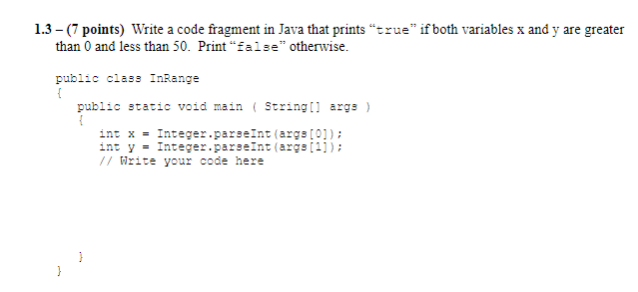 1.3 – (7 points) Write a code fragment in Java that prints "true" if both variables x and y are greater
than 0 and less than 50. Print "false" otherwise.
public class InRange
{
public static void main ( String[] args )
{
int x = Integer.parseInt(args[0]);
int y = Integer.parseInt(args[1]);
// Write your code here
}
}